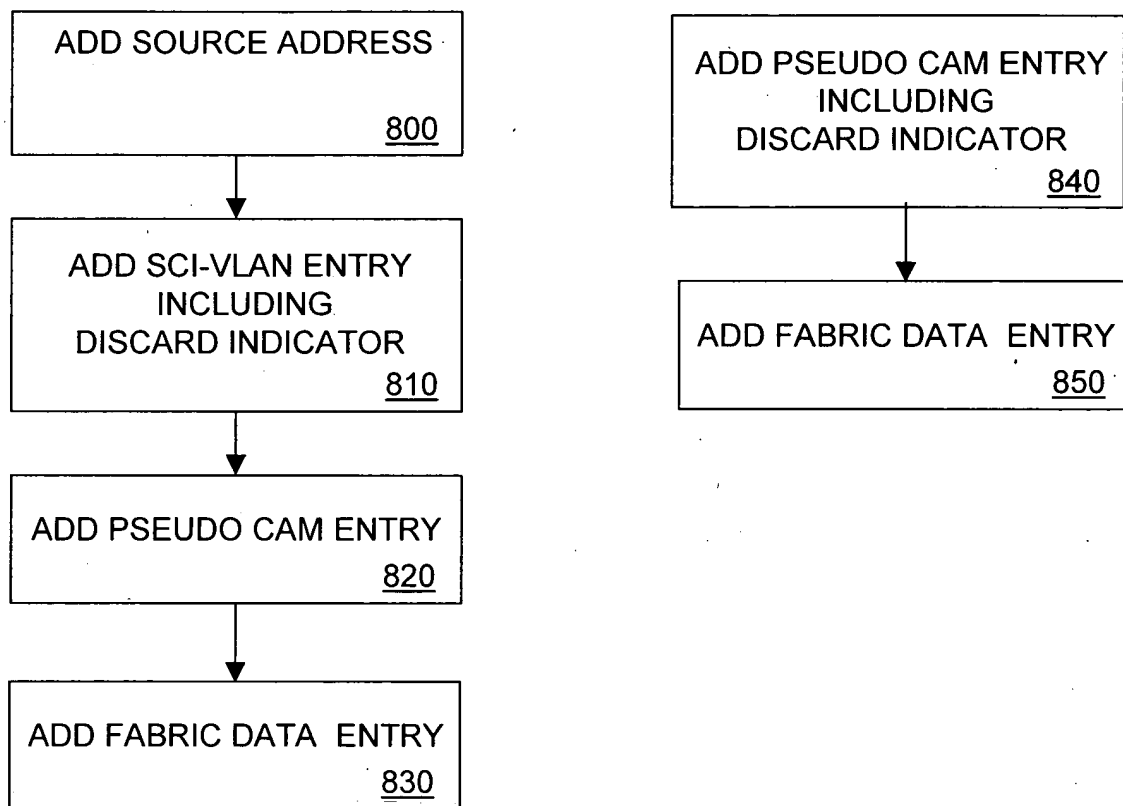 ADD SOURCE ADDRESS
800
ADD SCI-VLAN ENTRY
INCLUDING
DISCARD INDICATOR
810
ADD PSEUDO CAM ENTRY
820
ADD FABRIC DATA ENTRY
830
ADD PSEUDO CAM ENTRY
INCLUDING
DISCARD INDICATOR
840
ADD FABRIC DATA ENTRY
850